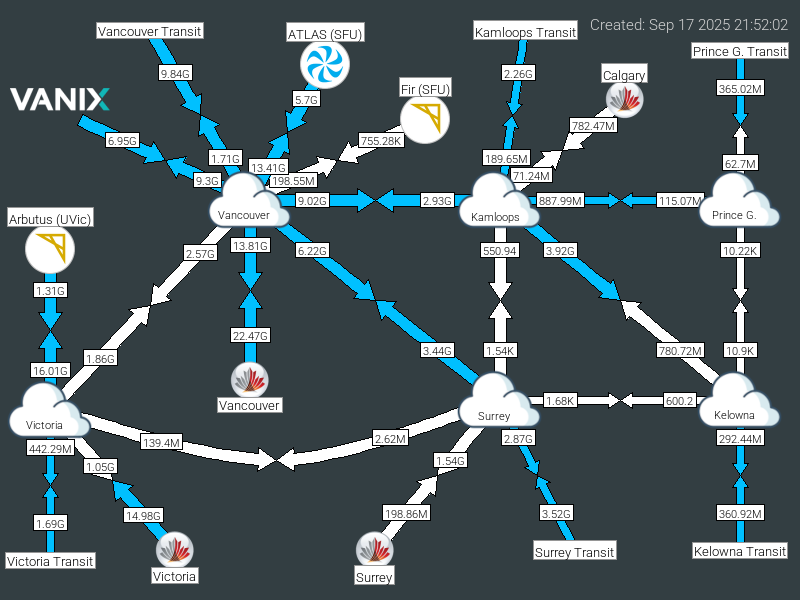 Created: Sep 17 2025 21:52:02
Vancouver Transit
ATLAS (SFU)
Kamloops Transit
Prince G. Transit
9.84G
2.26G
Calgary
VANIX
5.7G
Fir (SFU)
365.02M
782.47M
6.95G
755.28K
1.71G
13.41G
189.65M
62.7M
9.3G
198.55M
71.24M
9.02G
2.93G
887.99M
115.07M
Vancouver
Kamloops
Prince G.
Arbutus (UVic)
2.57G
13.81G
6.22G
550.94
3.92G
10.22K
1.31G
22.47G
1.86G
3.44G
1.54K
780.72M
10.9K
16.01G
Vancouver
1.68K
600.2
Victoria
Surrey
Kelowna
442.29M
139.4M
2.62M
2.87G
292.44M
1.05G
1.54G
14.98G
198.86M
3.52G
360.92M
1.69G
Victoria Transit
Victoria
Surrey
Surrey Transit
Kelowna Transit